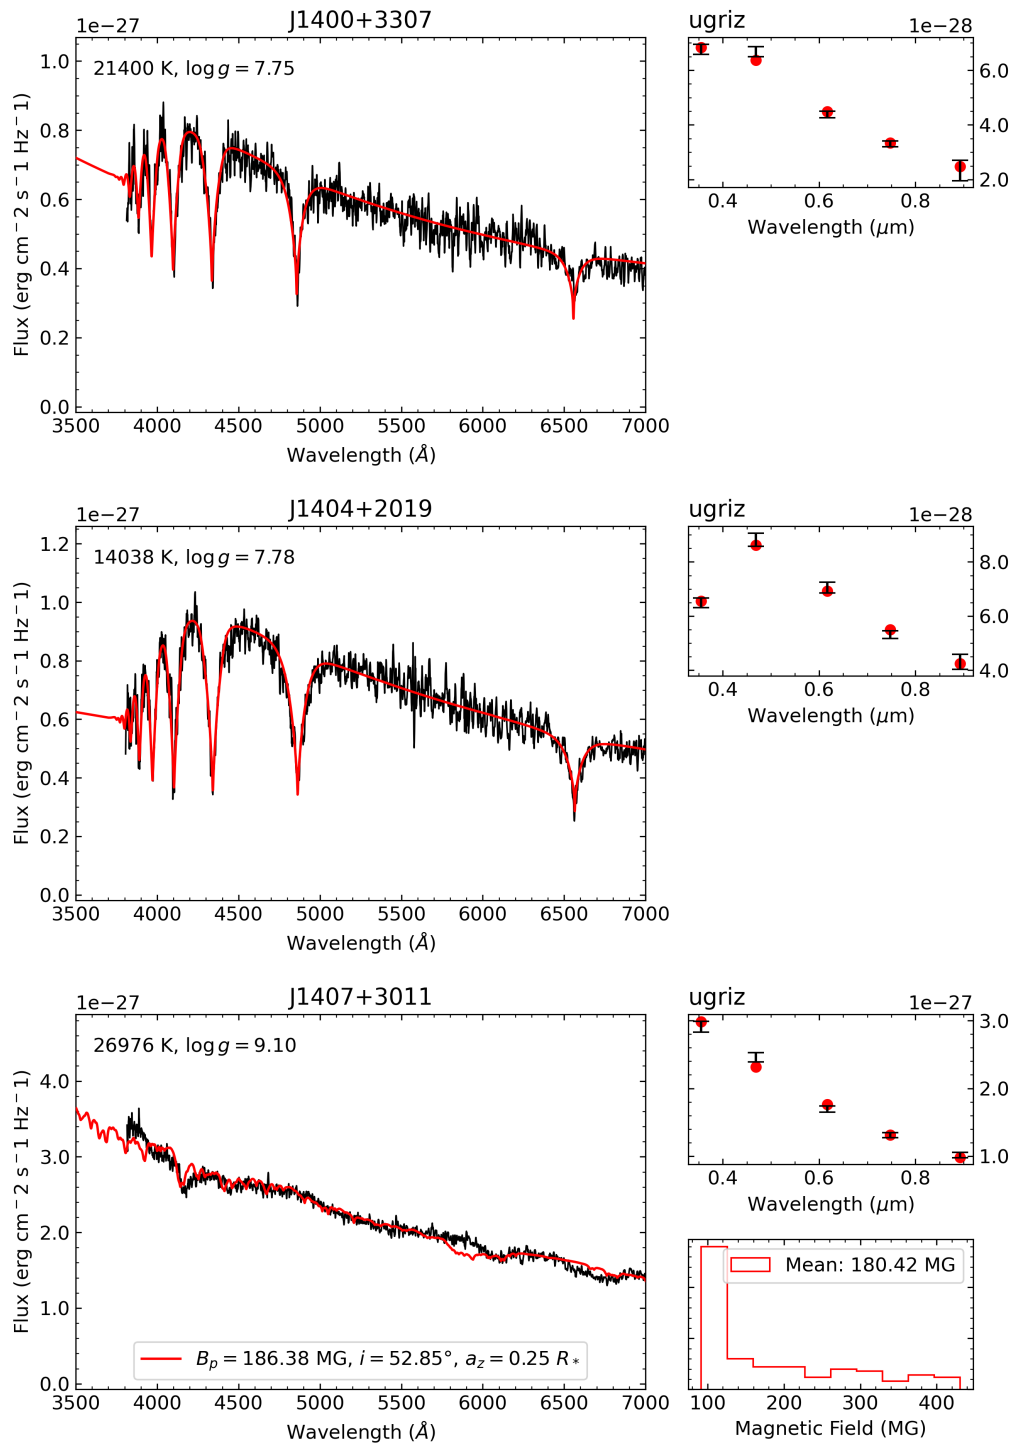 1e−27
J1400+3307
ugriz
1e−28
21400 K, log g = 7.75
1.0
0.8
0.6
0.4
0.2
0.0
Flux (erg cm−2 s−1 Hz−1)
3500 4000 4500 5000 5500 6000 6500 7000
Wavelength (Å)
6.0
4.0
2.0
0.4 0.6 0.8
Wavelength (μm)
1e−27
J1404+2019
ugriz
1e−28
14038 K, log g = 7.78
1.2
1.0
0.8
0.6
0.4
0.2
0.0
Flux (erg cm−2 s−1 Hz−1)
3500 4000 4500 5000 5500 6000 6500 7000
Wavelength (Å)
8.0
6.0
4.0
0.4 0.6 0.8
Wavelength (μm)
1e−27
J1407+3011
ugriz
1e−27
26976 K, log g = 9.10
4.0
3.0
2.0
1.0
0.0
Flux (erg cm−2 s−1 Hz−1)
B_p = 186.38 MG, i = 52.85°, a_z = 0.25 R_*
3500 4000 4500 5000 5500 6000 6500 7000
Wavelength (Å)
3.0
2.0
1.0
0.4 0.6 0.8
Wavelength (μm)
Mean: 180.42 MG
100 200 300 400
Magnetic Field (MG)